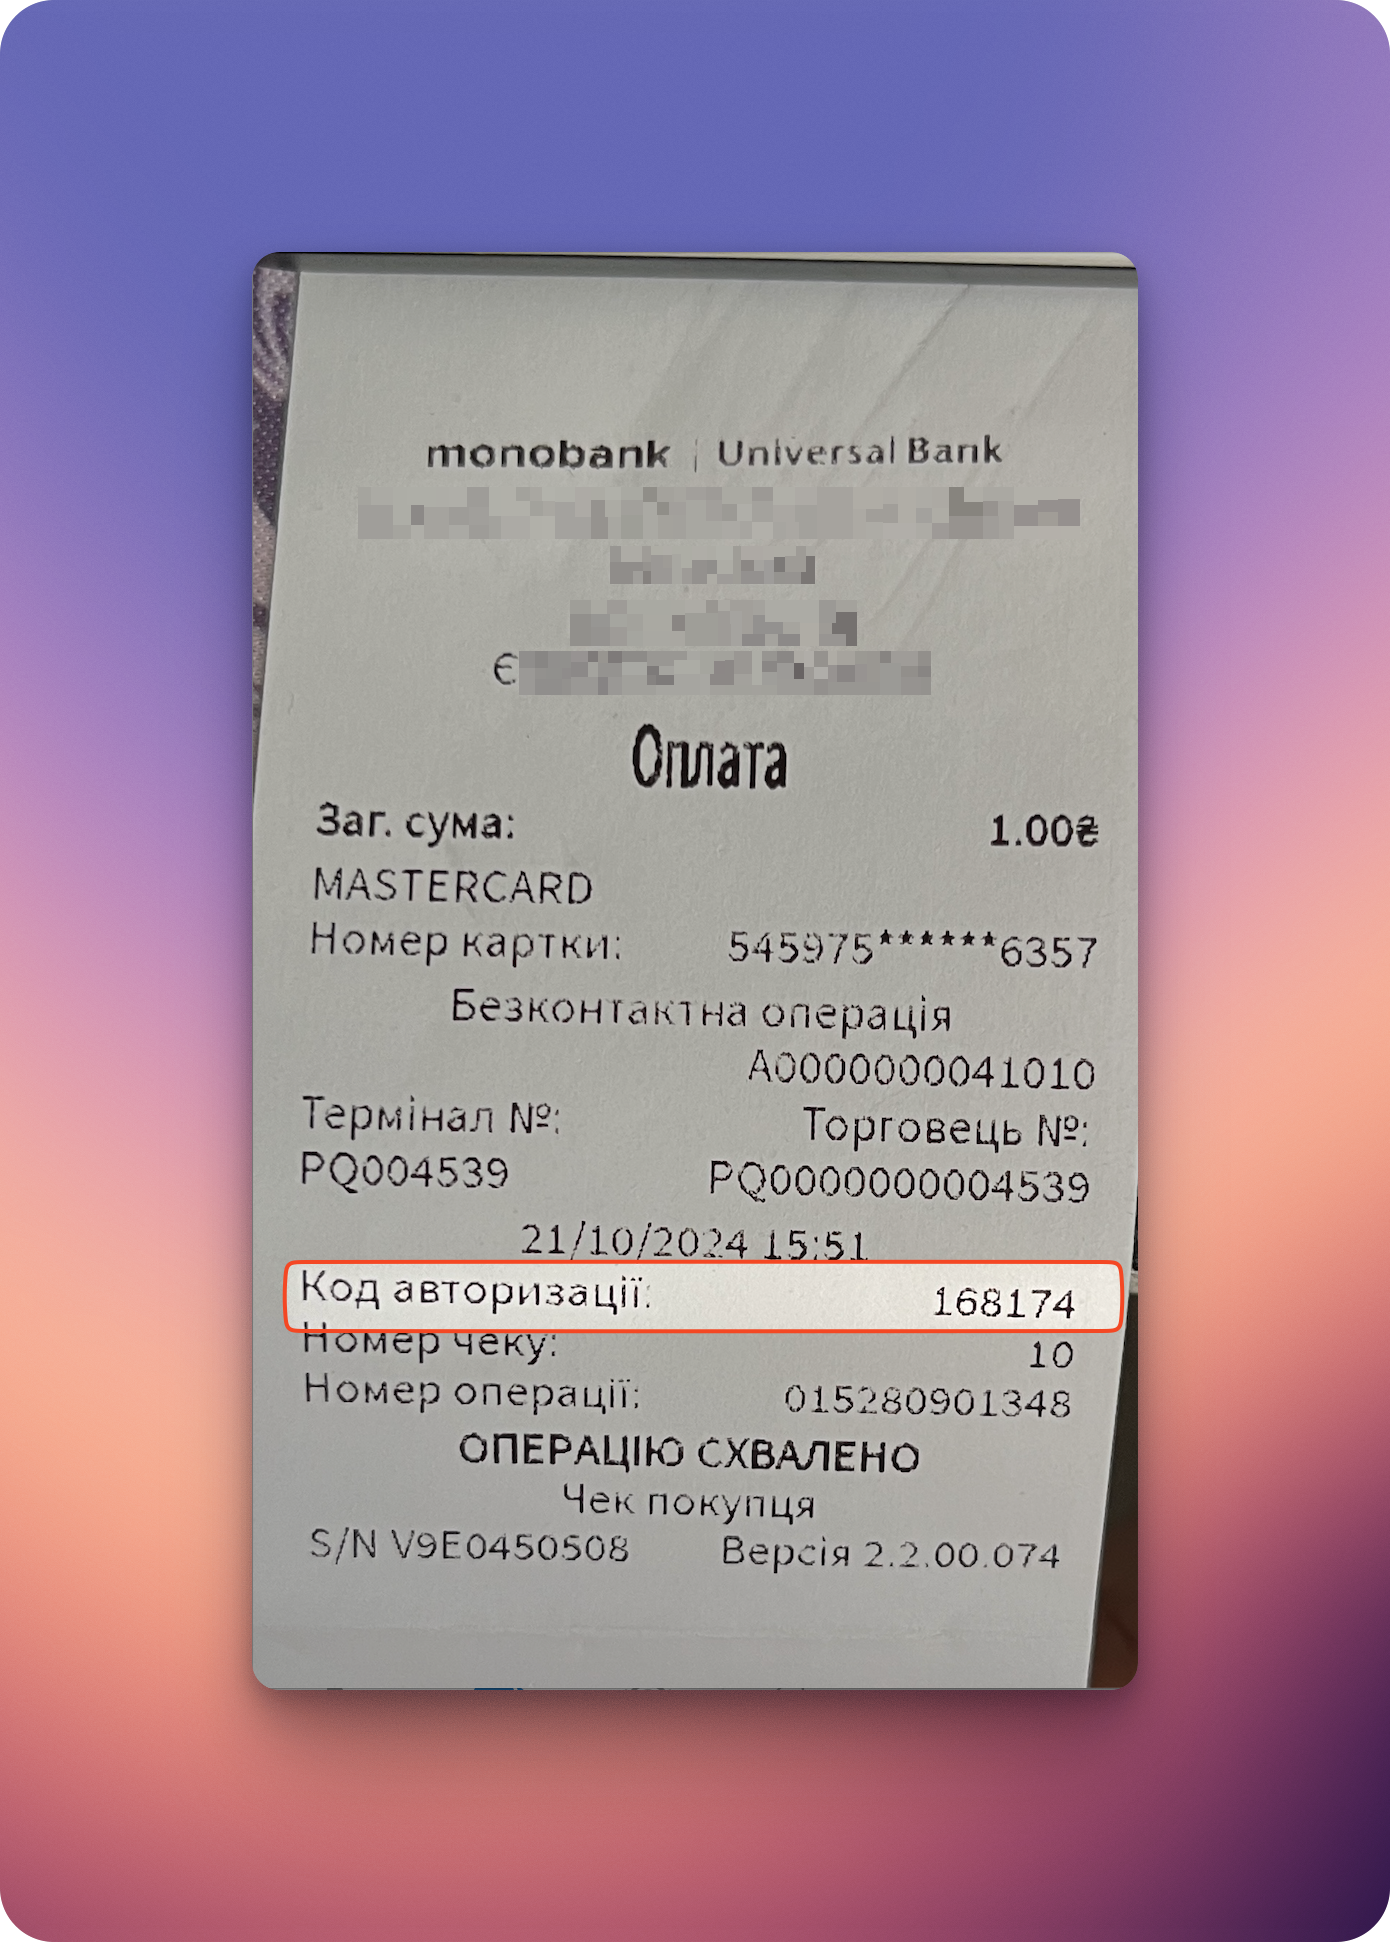 monobank | Universal Bank
Є
Оплата
Заг. сума: 1.00₴
MASTERCARD
Номер картки: 545975******6357
Безконтактна операція
A0000000041010
Термінал №: Торговець №:
PQ004539 PQ0000000004539
21/10/2024 15:51
Код авторизації: 168174
Номер чеку: 10
Номер операції: 015280901348
ОПЕРАЦІЮ СХВАЛЕНО
Чек покупця
S/N V9E0450508 Версія 2.2.00.074